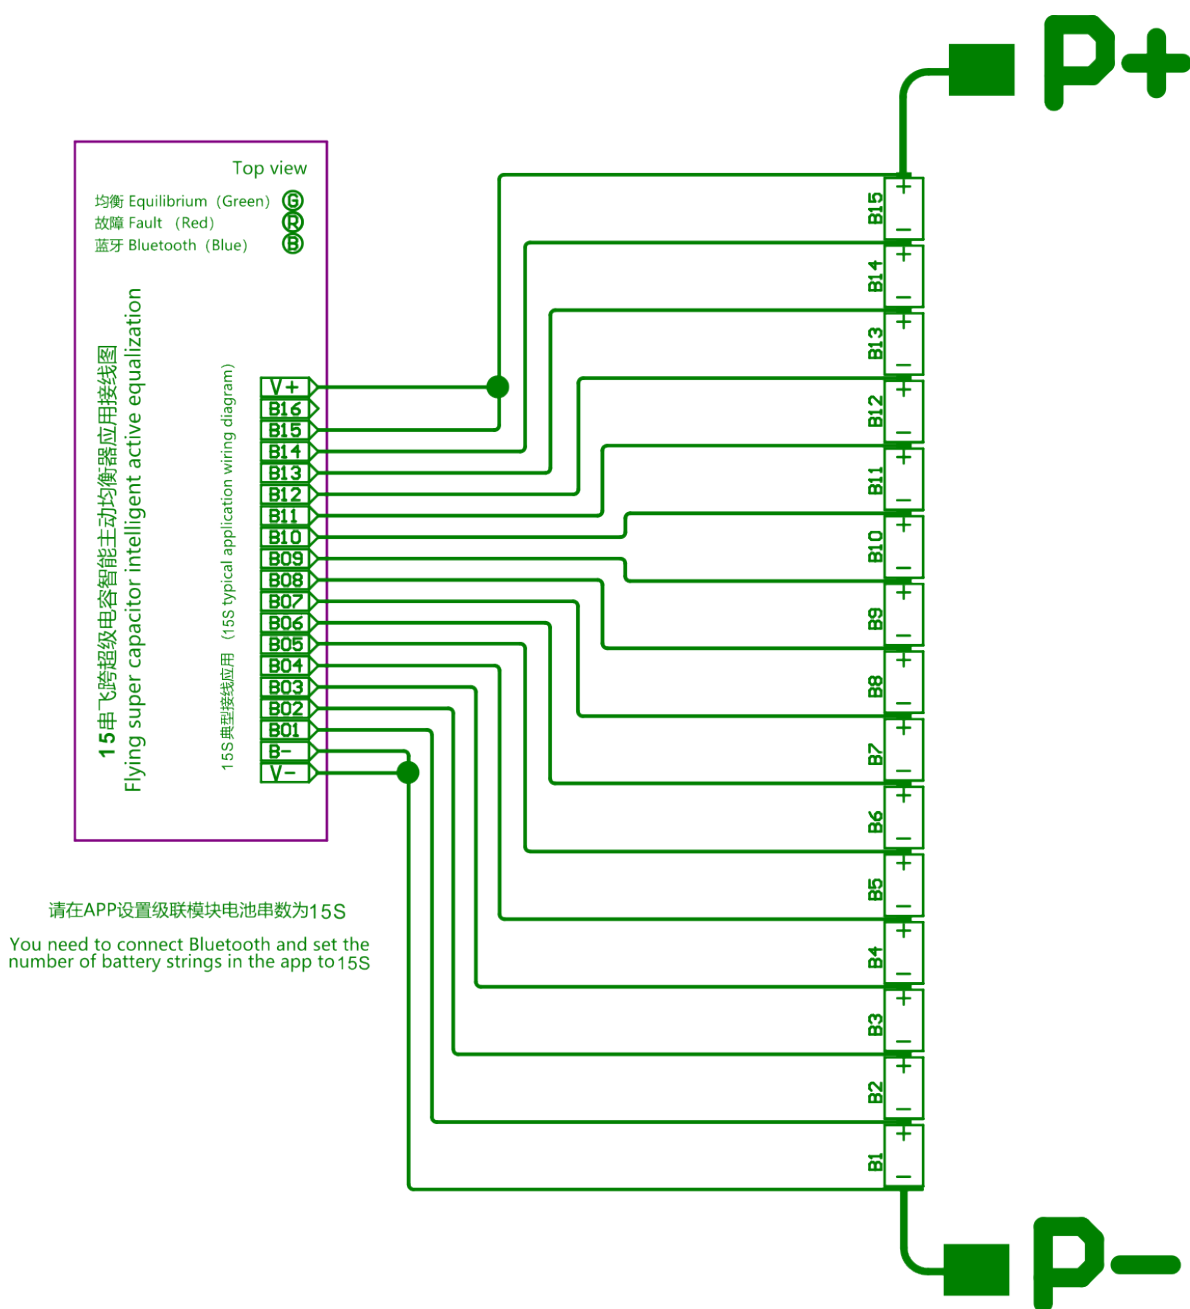 P+
Top view
均衡 Equilibrium（Green） G
故障 Fault （Red） R
蓝牙 Bluetooth（Blue） B
15串飞跨超级电容智能主动均衡器应用接线图
Flying super capacitor intelligent active equalization
15S典型接线应用 （15S typical application wiring diagram）
V+
B16
B15
B14
B13
B12
B11
B10
B09
B08
B07
B06
B05
B04
B03
B02
B01
B-
V-
B15
+
−
B14
+
−
B13
+
−
B12
+
−
B11
+
−
B10
+
−
B9
+
−
B8
+
−
B7
+
−
B6
+
−
B5
+
−
B4
+
−
B3
+
−
B2
+
−
B1
+
−
请在APP设置级联模块电池串数为15S
You need to connect Bluetooth and set the
number of battery strings in the app to 15S
P-